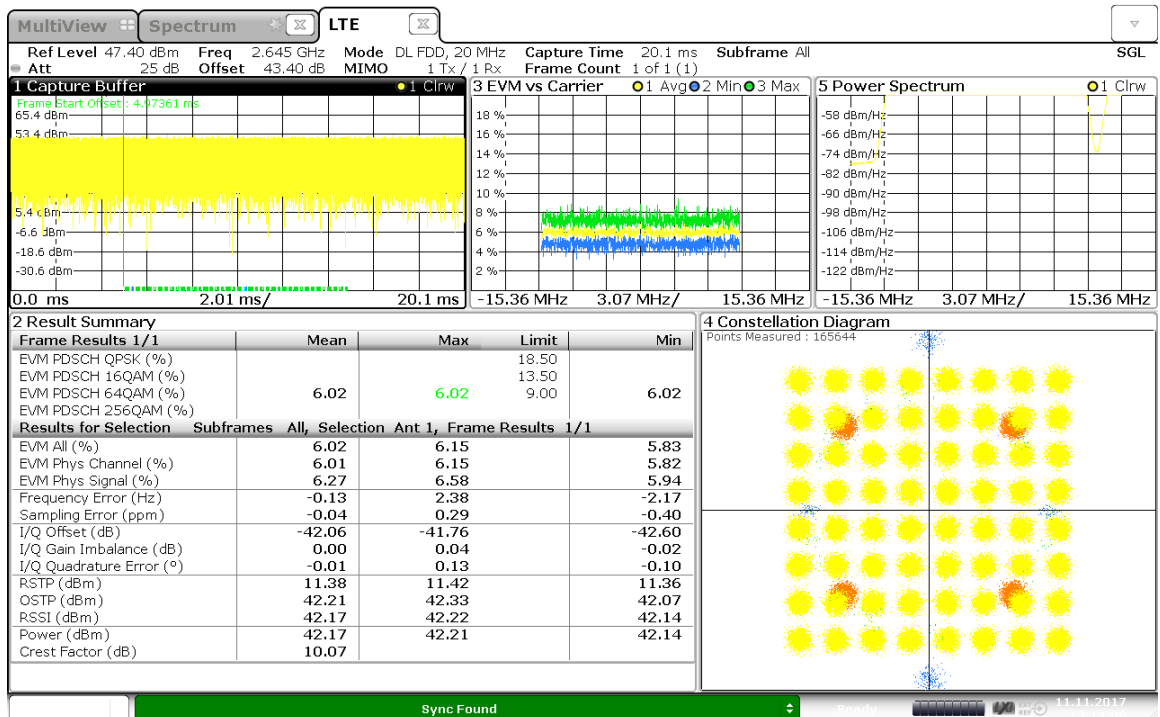 MultiView Spectrum LTE
Ref Level 47.40 dBm Freq 2.645 GHz Mode DL FDD, 20 MHz Capture Time 20.1 ms Subframe All SGL
Att 25 dB Offset 43.40 dB MIMO 1 Tx / 1 Rx Frame Count 1 of 1 (1)
1 Capture Buffer 1 Clrw
Frame Start Offset : 4.97361 ms
65.4 dBm
53.4 dBm
5.4 dBm
-6.6 dBm
-18.6 dBm
-30.6 dBm
0.0 ms 2.01 ms/ 20.1 ms
3 EVM vs Carrier 1 Avg 2 Min 3 Max
18 %
16 %
14 %
12 %
10 %
8 %
6 %
4 %
2 %
-15.36 MHz 3.07 MHz/ 15.36 MHz
5 Power Spectrum 1 Clrw
-58 dBm/Hz
-66 dBm/Hz
-74 dBm/Hz
-82 dBm/Hz
-90 dBm/Hz
-98 dBm/Hz
-106 dBm/Hz
-114 dBm/Hz
-122 dBm/Hz
-15.36 MHz 3.07 MHz/ 15.36 MHz
2 Result Summary
Frame Results 1/1 Mean Max Limit Min
EVM PDSCH QPSK (%) 18.50
EVM PDSCH 16QAM (%) 13.50
EVM PDSCH 64QAM (%) 6.02 6.02 9.00 6.02
EVM PDSCH 256QAM (%)
Results for Selection Subframes All, Selection Ant 1, Frame Results 1/1
EVM All (%) 6.02 6.15 5.83
EVM Phys Channel (%) 6.01 6.15 5.82
EVM Phys Signal (%) 6.27 6.58 5.94
Frequency Error (Hz) -0.13 2.38 -2.17
Sampling Error (ppm) -0.04 0.29 -0.40
I/Q Offset (dB) -42.06 -41.76 -42.60
I/Q Gain Imbalance (dB) 0.00 0.04 -0.02
I/Q Quadrature Error (º) -0.01 0.13 -0.10
RSTP (dBm) 11.38 11.42 11.36
OSTP (dBm) 42.21 42.33 42.07
RSSI (dBm) 42.17 42.22 42.14
Power (dBm) 42.17 42.21 42.14
Crest Factor (dB) 10.07
4 Constellation Diagram
Points Measured : 165644
Sync Found Ready LXI EXT REF 11.11.2017